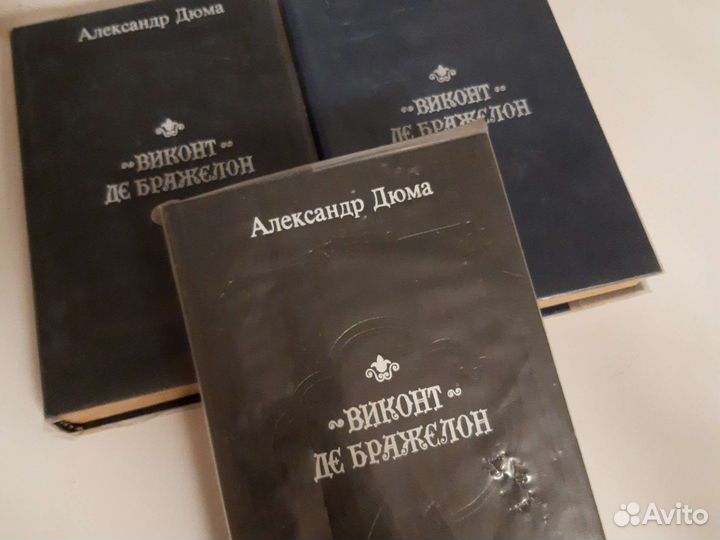 Александр Дюма
~ВИКОНТ~
ДЕ БРАЖЕЛОН
~ВИКОНТ~
ДЕ БРАЖЕЛОН
Александр Дюма
~ВИКОНТ~
ДЕ БРАЖЕЛОН
Avito